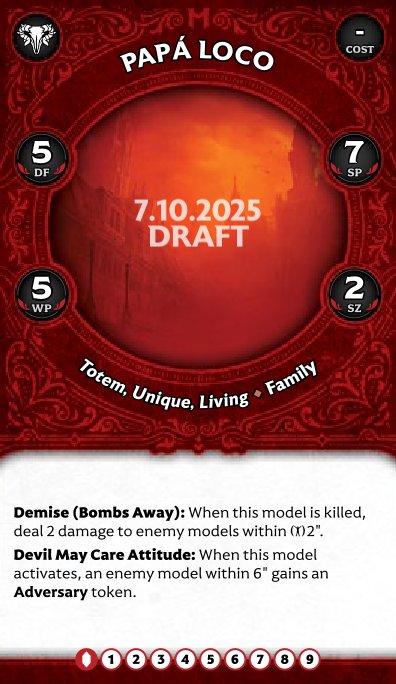 PAPÁ LOCO
-
COST
5
DF
7
SP
7.10.2025
DRAFT
5
WP
2
SZ
Totem, Unique, Living ♦ Family
Demise (Bombs Away): When this model is killed,
deal 2 damage to enemy models within 2".
Devil May Care Attitude: When this model
activates, an enemy model within 6" gains an
Adversary token.
1 2 3 4 5 6 7 8 9